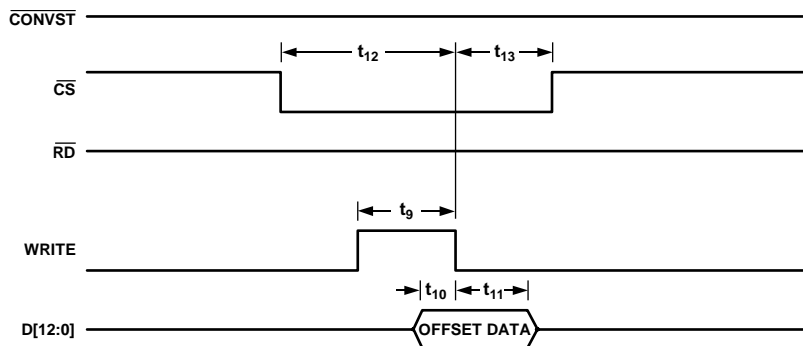 CONVST
t12 t13
CS
RD
t9
WRITE
t10 t11
D[12:0] OFFSET DATA